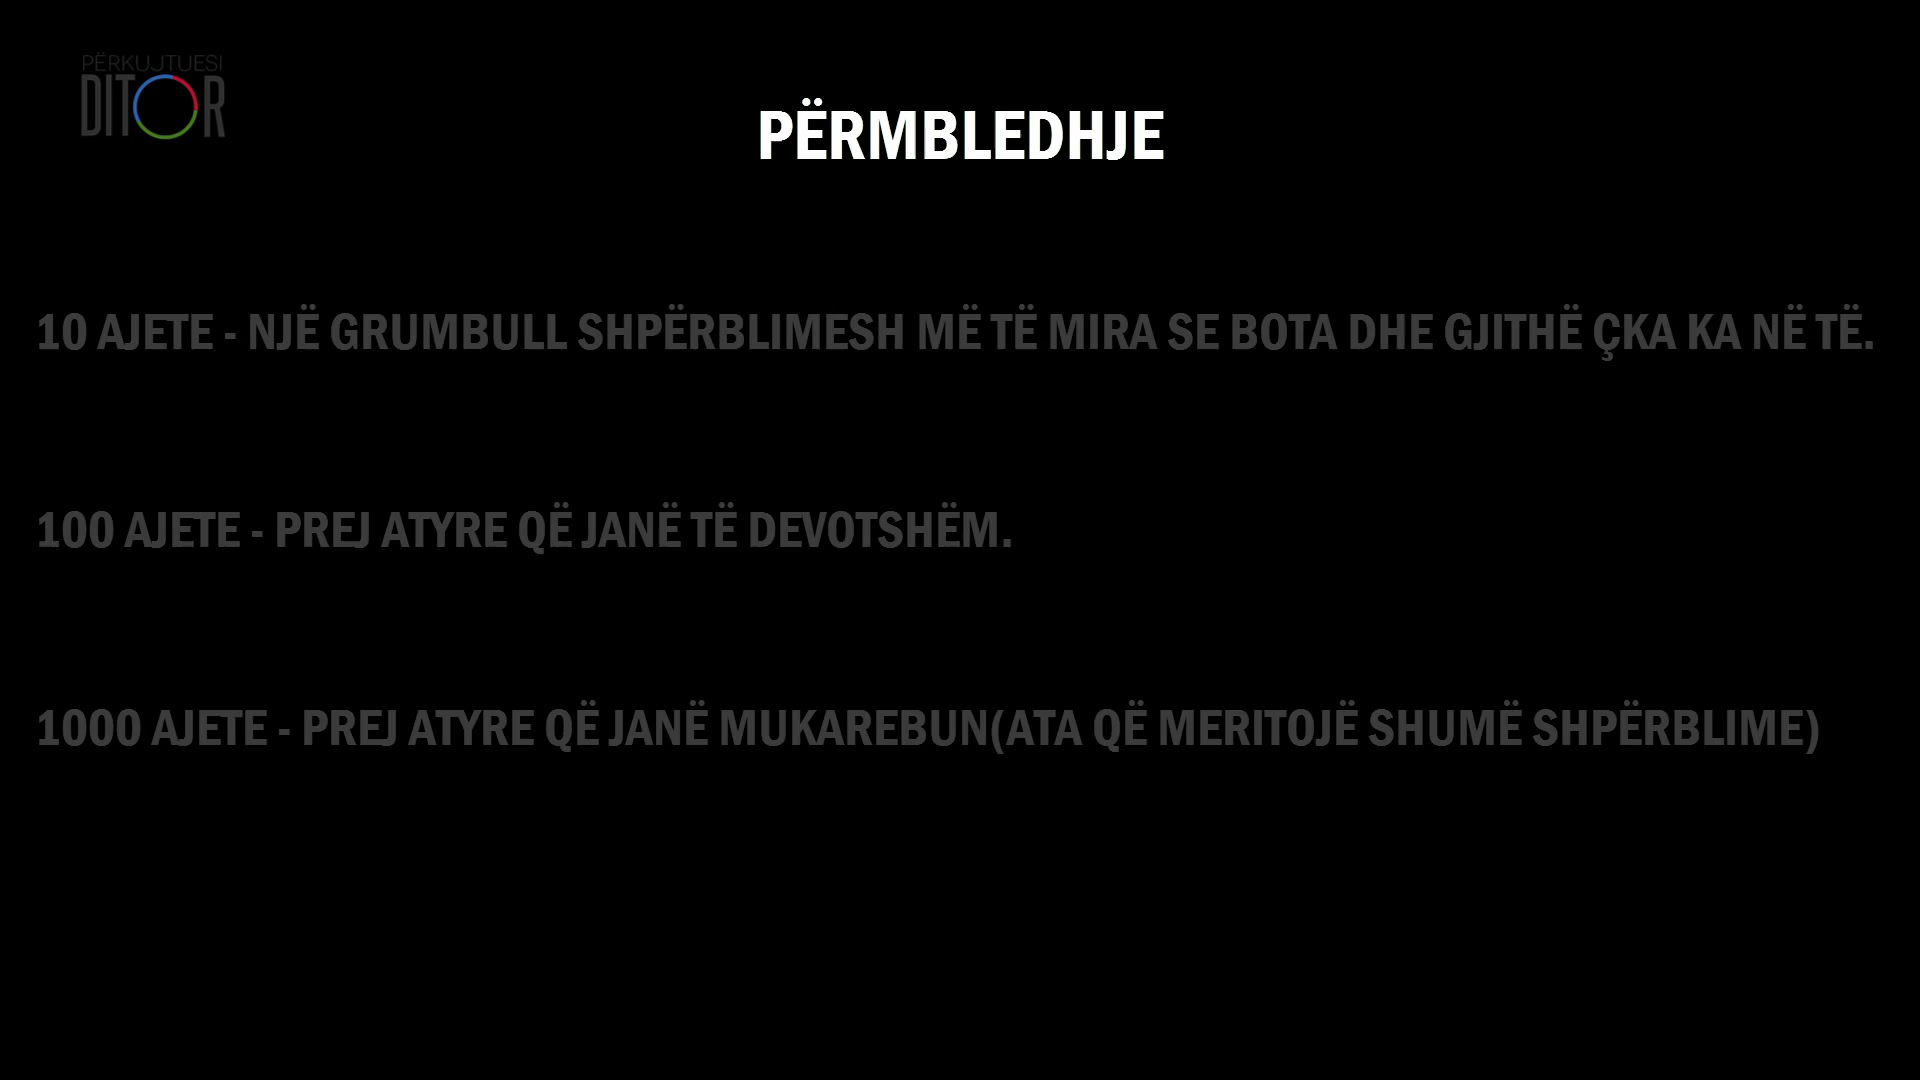 PËRKUJTUESI
DITOR
PËRMBLEDHJE
10 AJETE - NJË GRUMBULL SHPËRBLIMESH MË TË MIRA SE BOTA DHE GJITHË ÇKA KA NË TË.
100 AJETE - PREJ ATYRE QË JANË TË DEVOTSHËM.
1000 AJETE - PREJ ATYRE QË JANË MUKAREBUN(ATA QË MERITOJË SHUMË SHPËRBLIME)